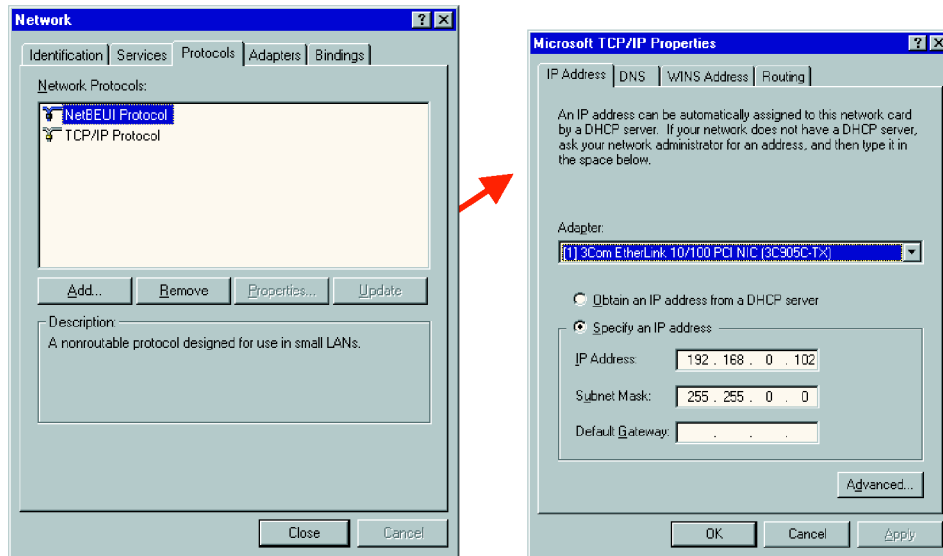 Network
Identification Services Protocols Adapters Bindings
Network Protocols:
NetBEUI Protocol
TCP/IP Protocol
Add... Remove Properties... Update
Description:
A nonroutable protocol designed for use in small LANs.
Close Cancel
Microsoft TCP/IP Properties
IP Address DNS WINS Address Routing
An IP address can be automatically assigned to this network card
by a DHCP server. If your network does not have a DHCP server,
ask your network administrator for an address, and then type it in
the space below.
Adapter:
[1] 3Com EtherLink 10/100 PCI NIC (3C905C-TX)
Obtain an IP address from a DHCP server
Specify an IP address
IP Address: 192 . 168 . 0 . 102
Subnet Mask: 255 . 255 . 0 . 0
Default Gateway: . . .
Advanced...
OK Cancel Apply